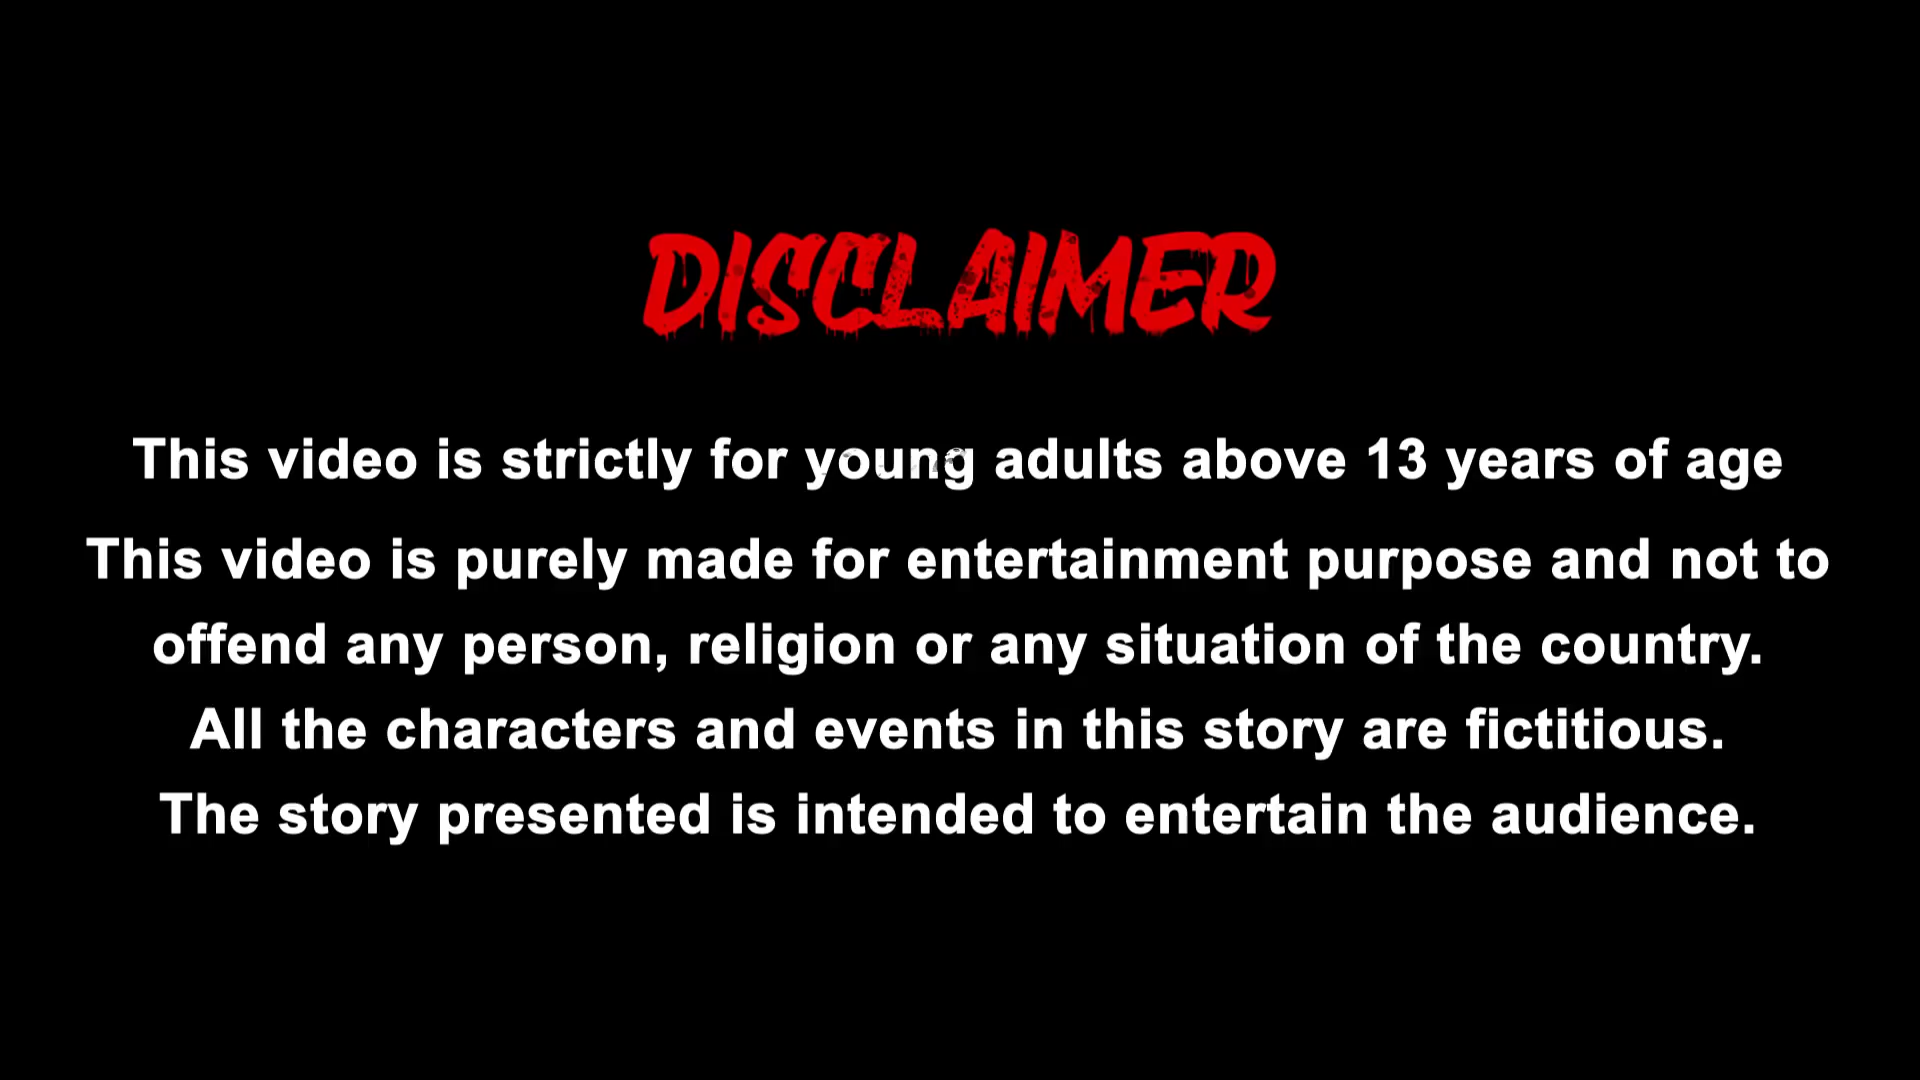 DISCLAIMER
This video is strictly for young adults above 13 years of age
This video is purely made for entertainment purpose and not to
offend any person, religion or any situation of the country.
All the characters and events in this story are fictitious.
The story presented is intended to entertain the audience.